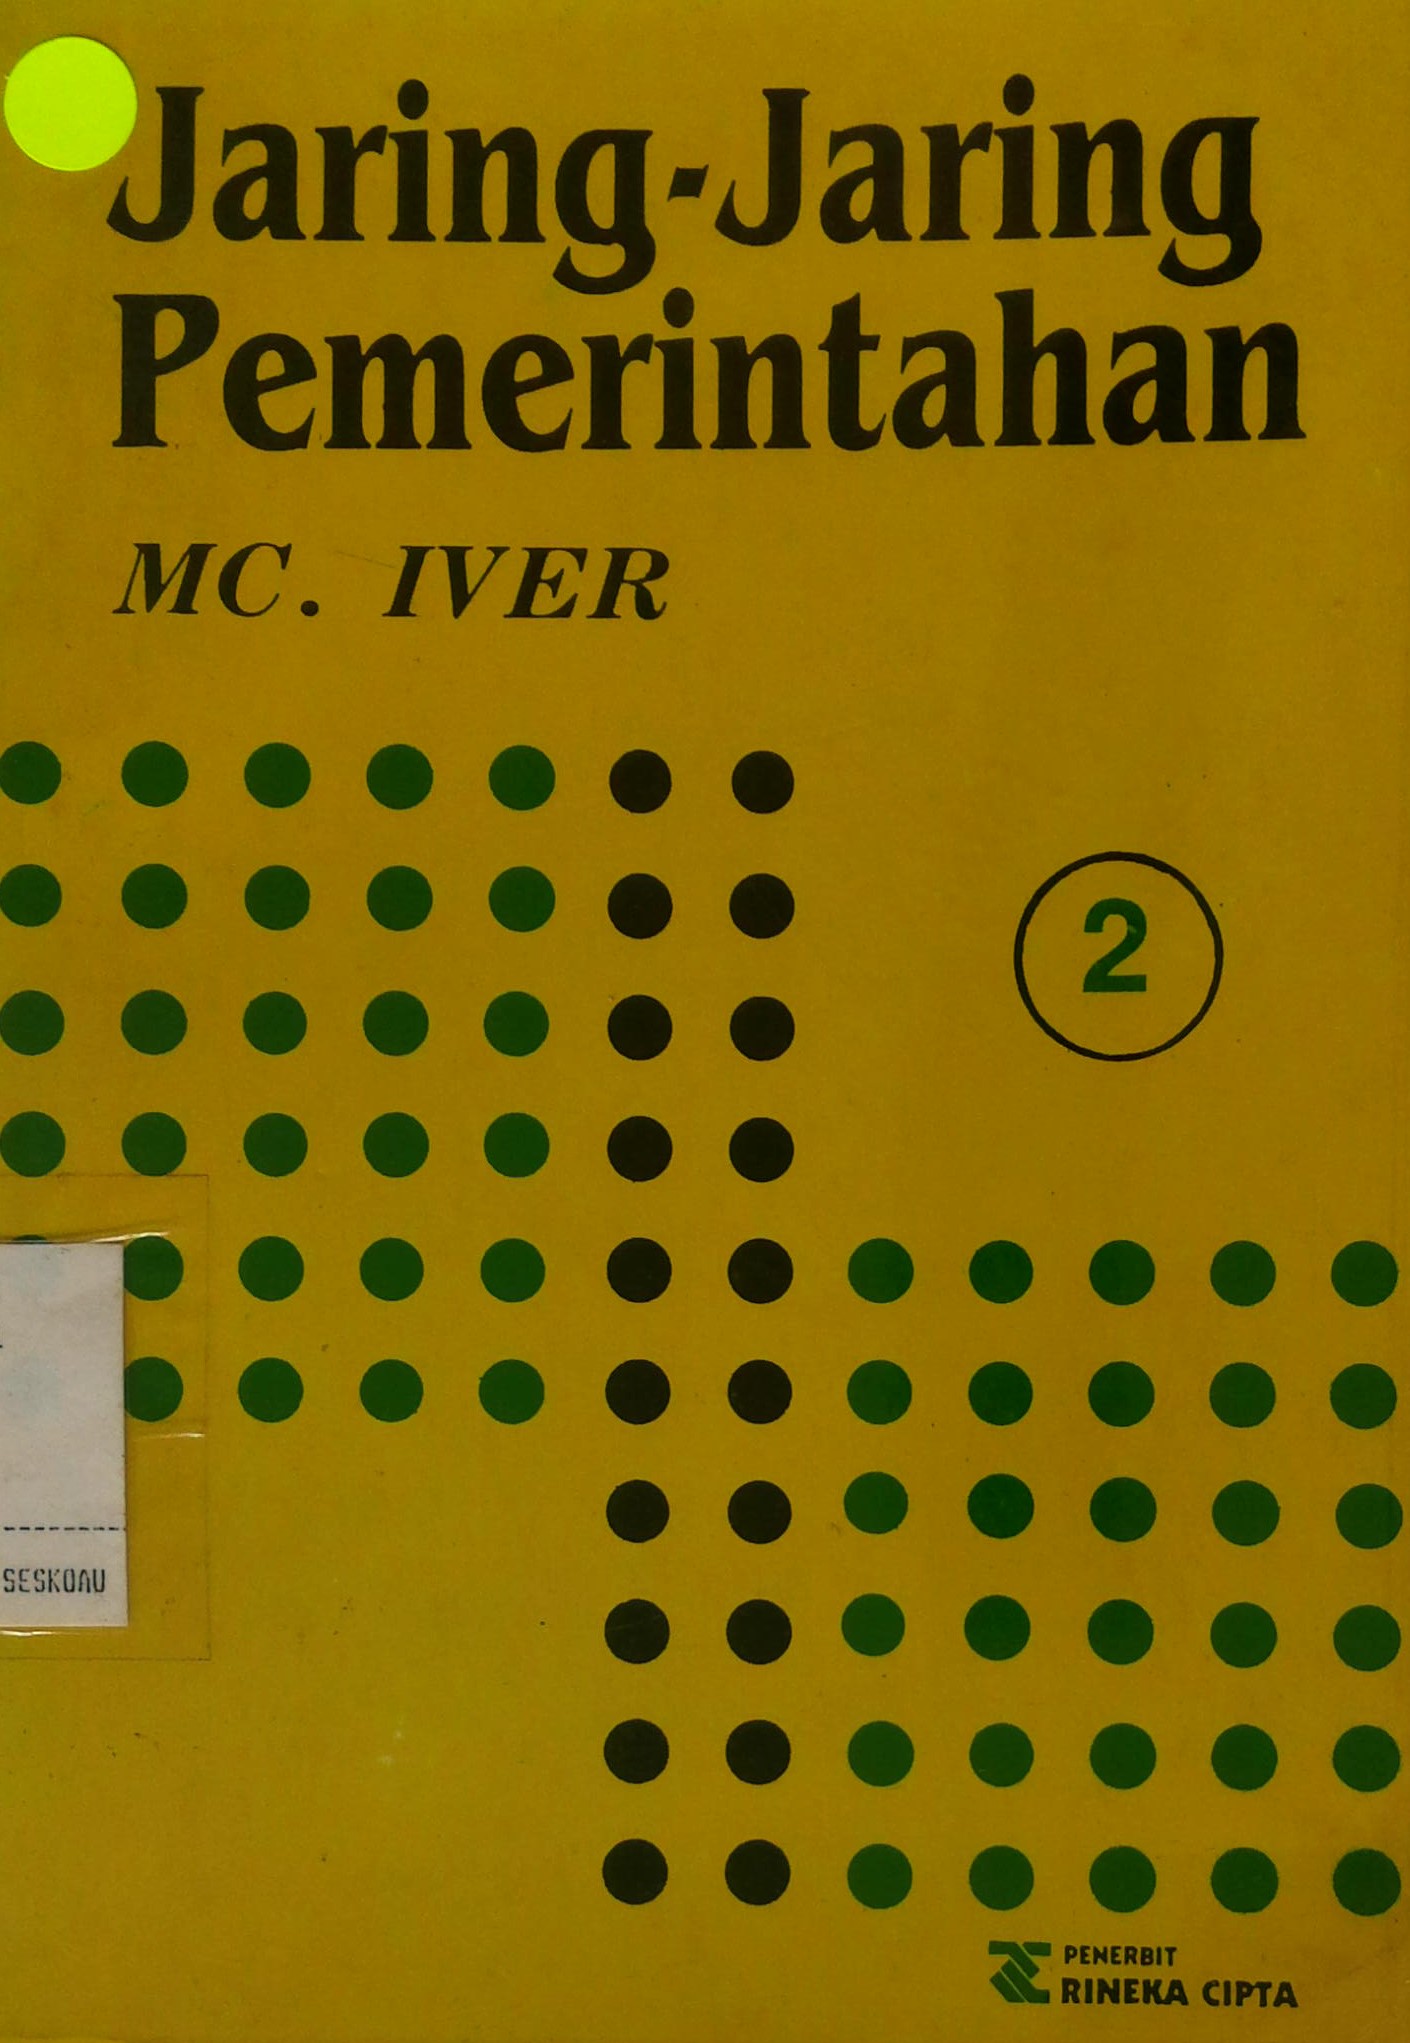 Jaring-Jaring
Pemerintahan
MC. IVER
2
SESKOAU
PENERBIT
RINEKA CIPTA